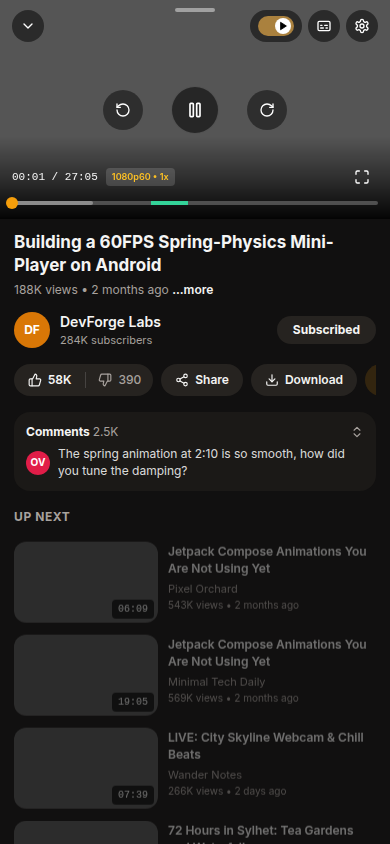 00:01 / 27:05
1080p60 • 1x
Building a 60FPS Spring-Physics Mini-
Player on Android
188K views • 2 months ago ...more
DF
DevForge Labs
284K subscribers
Subscribed
58K
390
Share
Download
Comments 2.5K
OV
The spring animation at 2:10 is so smooth, how did
you tune the damping?
UP NEXT
Jetpack Compose Animations You
Are Not Using Yet
Pixel Orchard
543K views • 2 months ago
06:09
Jetpack Compose Animations You
Are Not Using Yet
Minimal Tech Daily
569K views • 2 months ago
19:05
LIVE: City Skyline Webcam & Chill
Beats
Wander Notes
266K views • 2 days ago
07:39
72 Hours in Sylhet: Tea Gardens